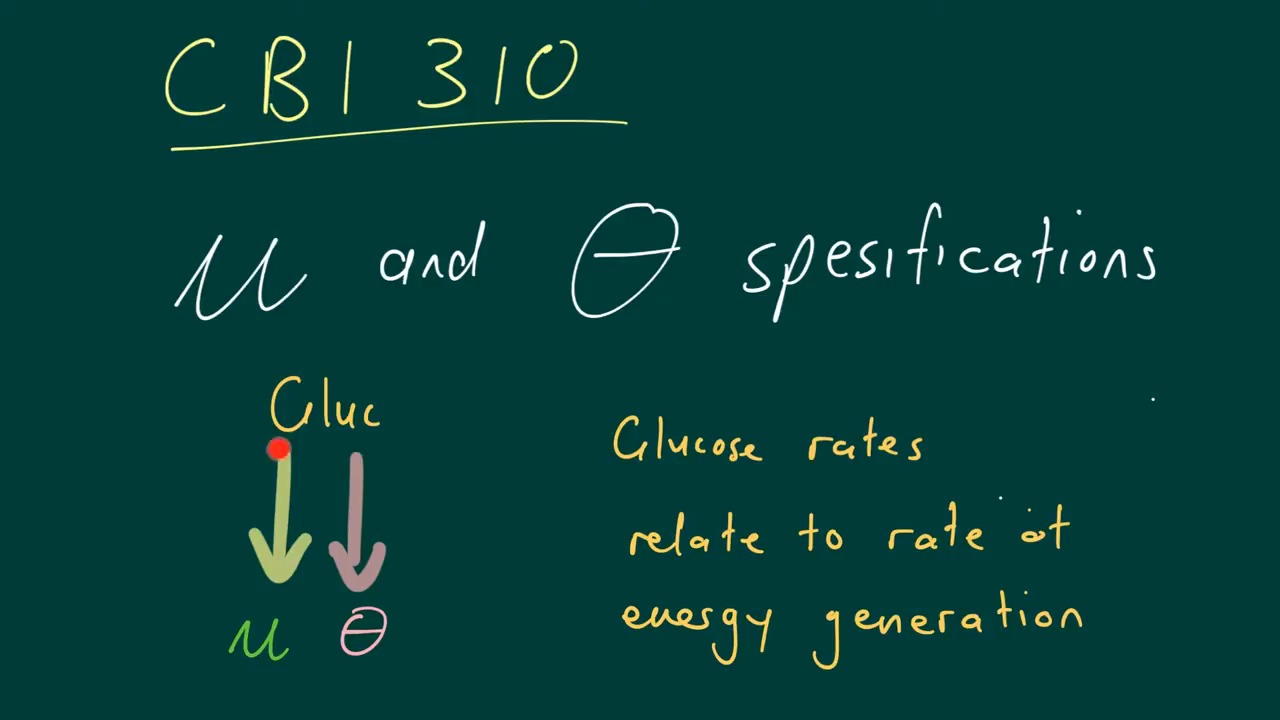 CBI 310
μ and θ spesifications
Gluc
Glucose rates
relate to rate of
energy generation
μ θ